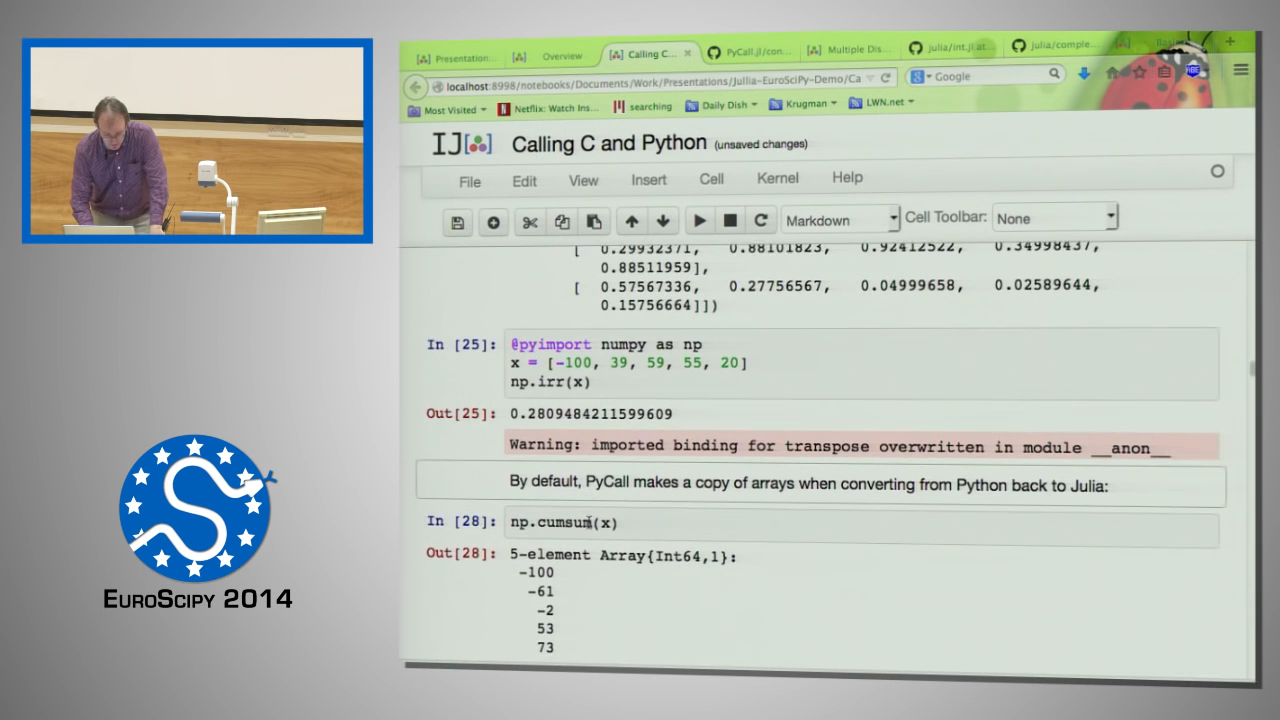 Presentation...
Overview
Calling C...
PyCall.jl/con...
Multiple Dis...
julia/int.jl at...
julia/comple...
localhost:8998/notebooks/Documents/Work/Presentations/Jullia-EuroSciPy-Demo/Ca
Google
Most Visited
Netflix: Watch Ins...
searching
Daily Dish
Krugman
LWN.net
IJ Calling C and Python (unsaved changes)
File Edit View Insert Cell Kernel Help
Markdown Cell Toolbar: None
[ 0.29932371, 0.88101823, 0.92412522, 0.34998437,
0.88511959],
[ 0.57567336, 0.27756567, 0.04999658, 0.02589644,
0.15756664]])
In [25]: @pyimport numpy as np
x = [-100, 39, 59, 55, 20]
np.irr(x)
Out[25]: 0.2809484211599609
Warning: imported binding for transpose overwritten in module __anon__
By default, PyCall makes a copy of arrays when converting from Python back to Julia:
In [28]: np.cumsum(x)
Out[28]: 5-element Array{Int64,1}:
-100
-61
-2
53
73
EUROSCIPY 2014